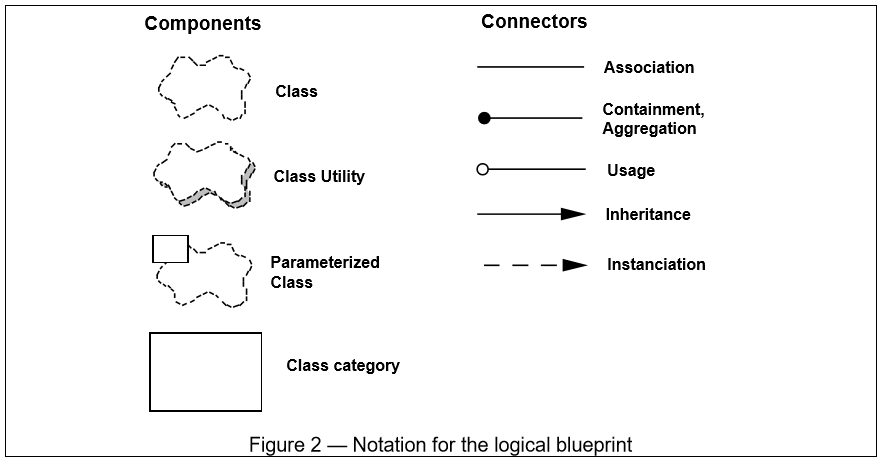 Components
Class
Class Utility
Parameterized
Class
Class category
Connectors
Association
Containment,
Aggregation
Usage
Inheritance
Instanciation
Figure 2 — Notation for the logical blueprint